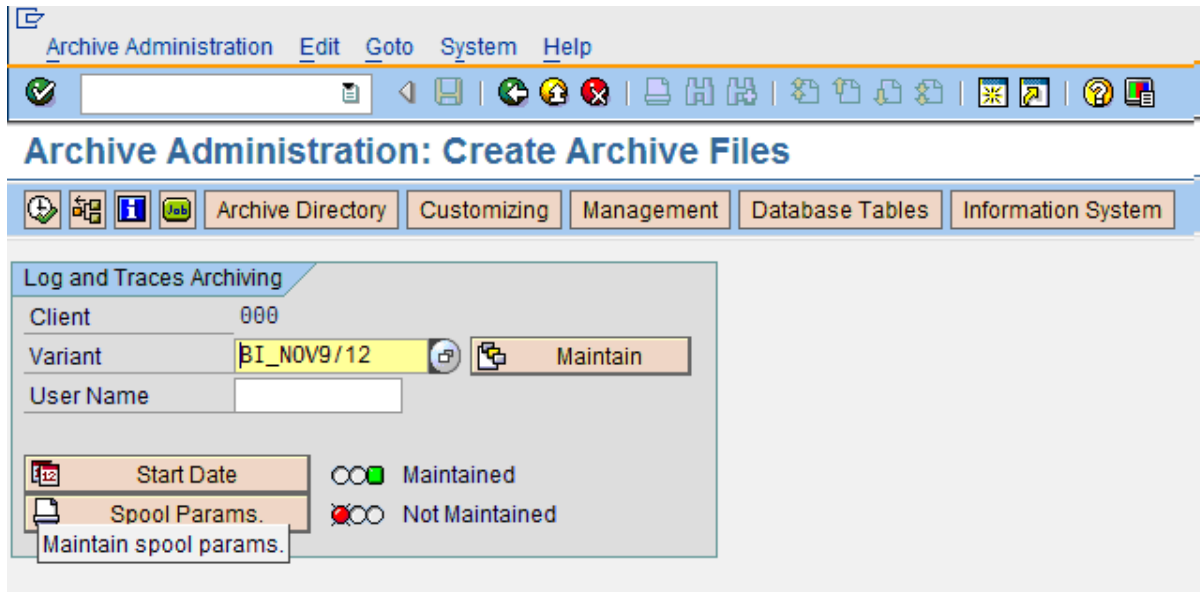 Archive Administration Edit Goto System Help
Archive Administration: Create Archive Files
Job Archive Directory Customizing Management Database Tables Information System
Log and Traces Archiving
Client 000
Variant BI_NOV9/12 Maintain
User Name
12 Start Date Maintained
Spool Params. Not Maintained
Maintain spool params.